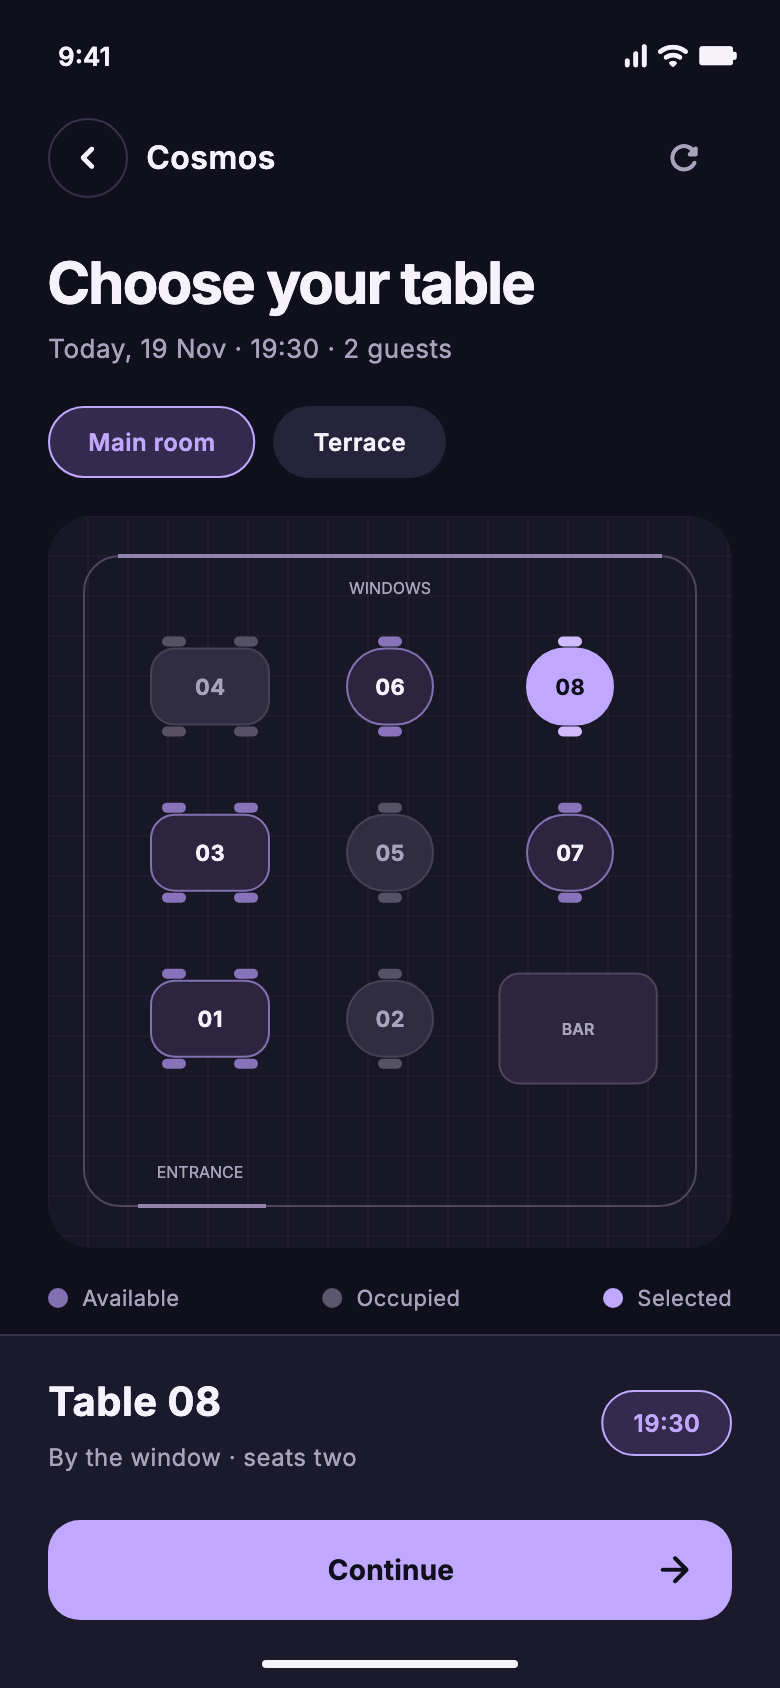 9:41
Cosmos
Choose your table
Today, 19 Nov · 19:30 · 2 guests
Main room Terrace
WINDOWS
04 06 08
03 05 07
01 02 BAR
ENTRANCE
Available Occupied Selected
Table 08
19:30
By the window · seats two
Continue